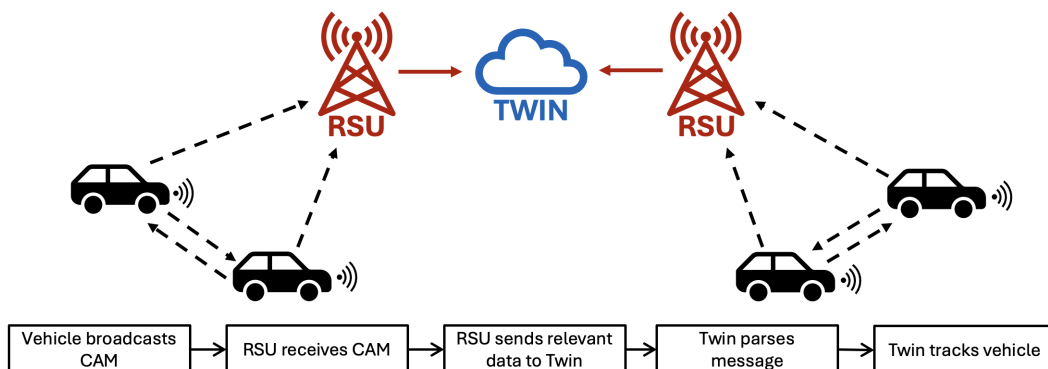 RSU
TWIN
RSU
Vehicle broadcasts
CAM
RSU receives CAM
RSU sends relevant
data to Twin
Twin parses
message
Twin tracks vehicle